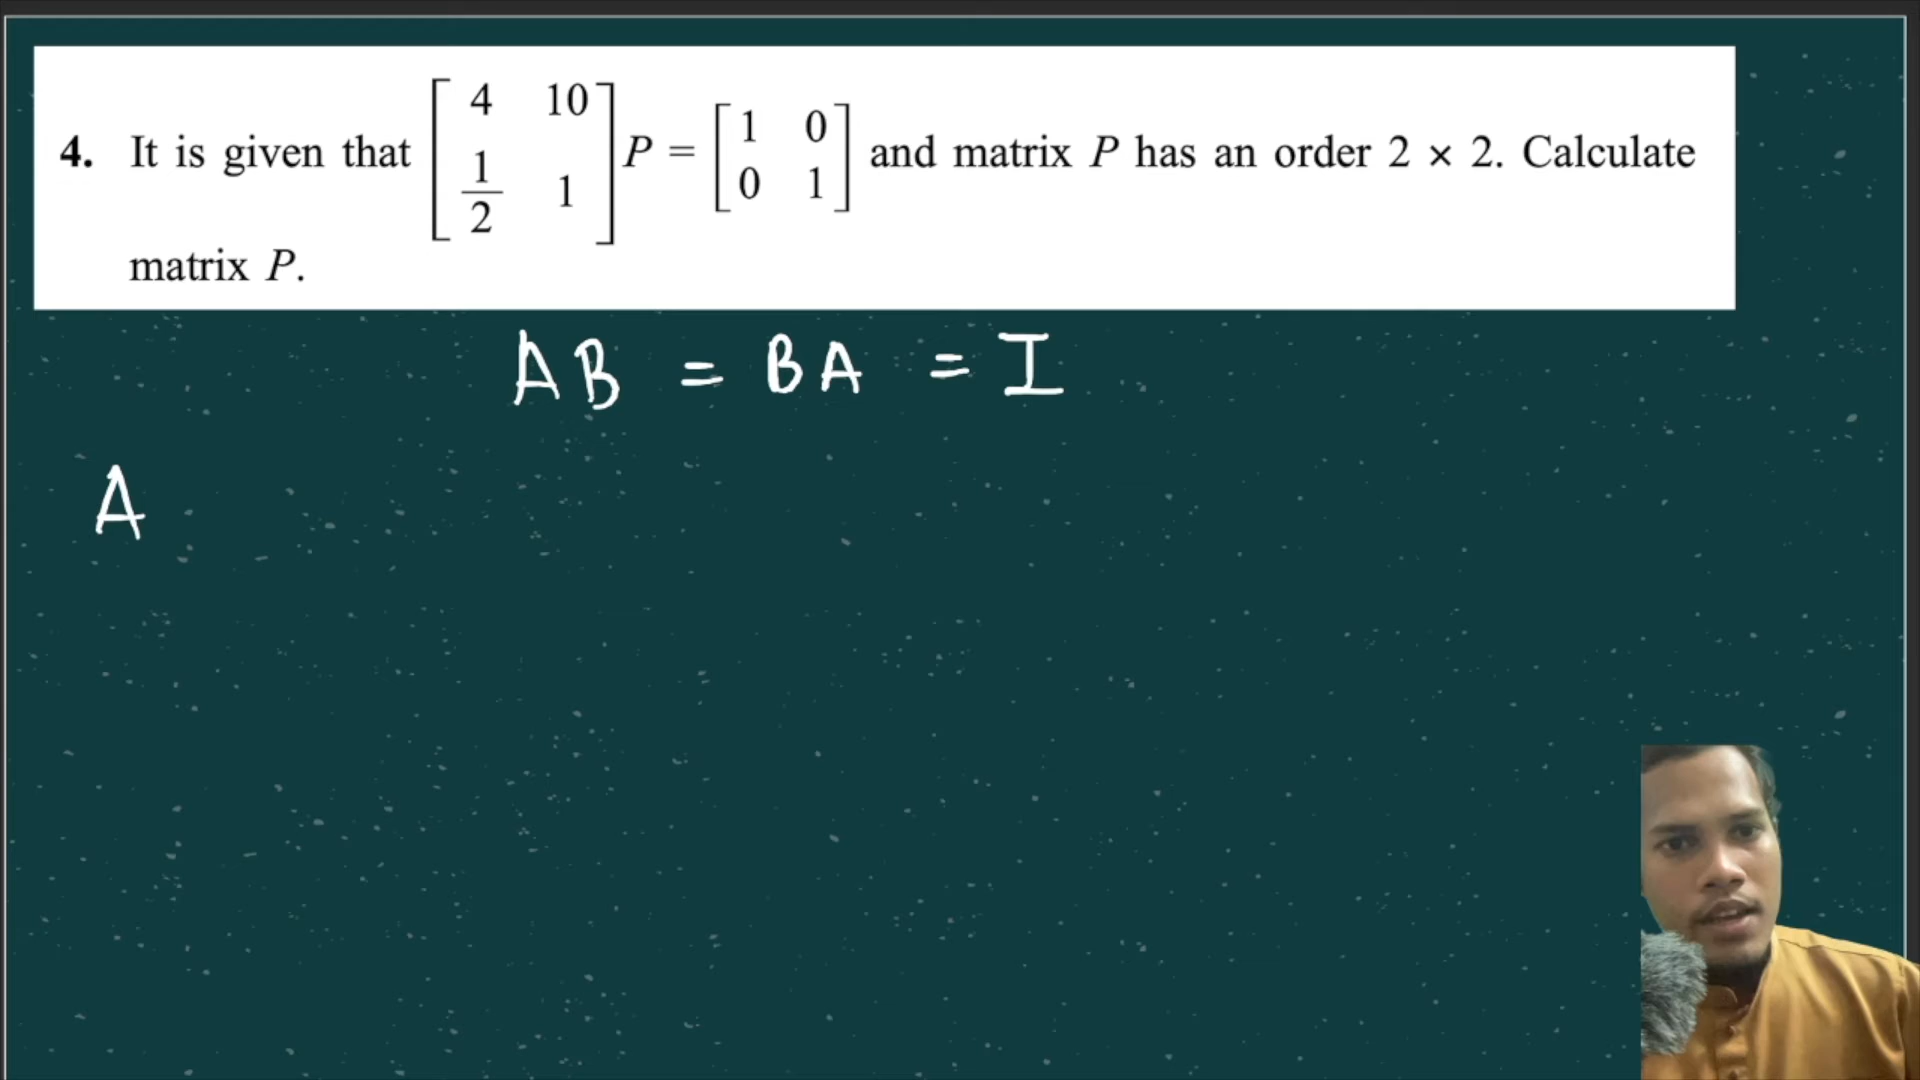 4. It is given that [4 10; 1/2 1] P = [1 0; 0 1] and matrix P has an order 2 × 2. Calculate
matrix P.
AB = BA = I
A